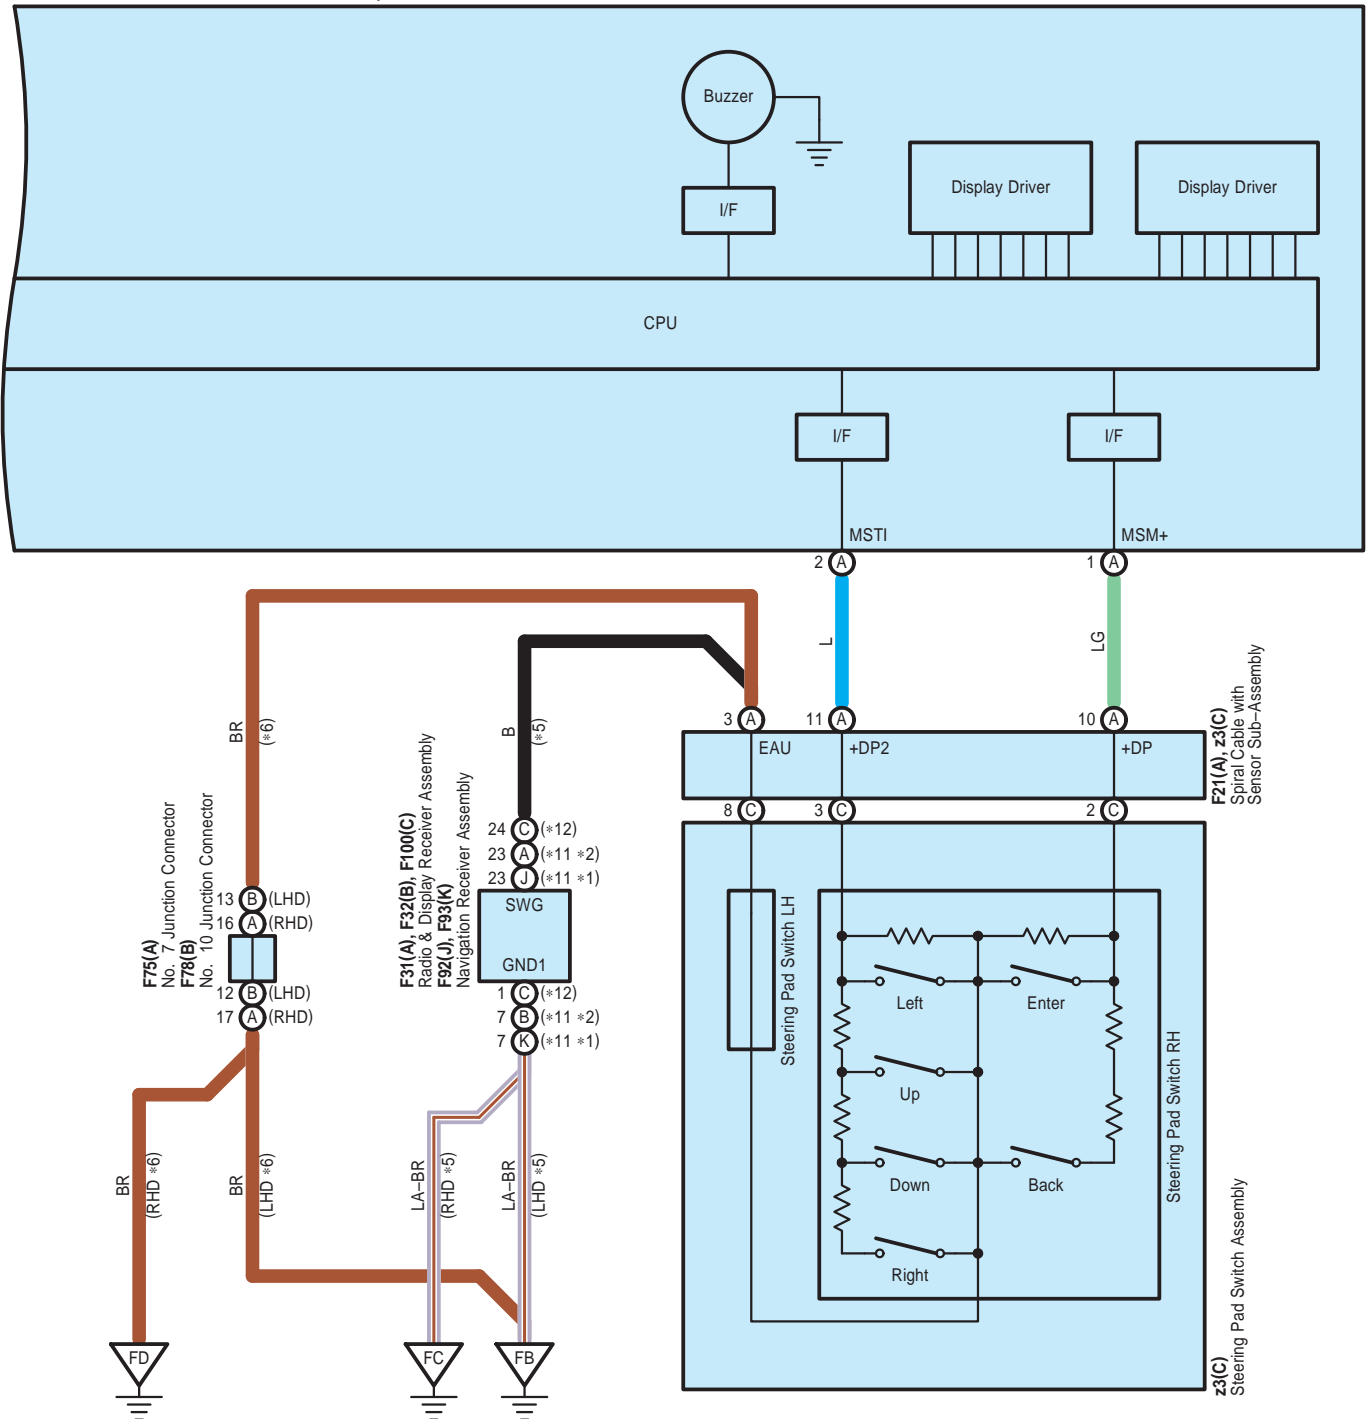 Buzzer
Display Driver
Display Driver
I/F
CPU
I/F
I/F
MSTI
MSM+
2 A
1 A
L
LG
BR
(∗6)
B
(∗5)
3 A
11 A
10 A
EAU
+DP2
+DP
F21(A), z3(C)
Spiral Cable with
Sensor Sub–Assembly
8 C
3 C
2 C
24 C (∗12)
23 A (∗11 ∗2)
23 J (∗11 ∗1)
SWG
GND1
F31(A), F32(B), F100(C)
Radio & Display Receiver Assembly
F92(J), F93(K)
Navigation Receiver Assembly
1 C (∗12)
7 B (∗11 ∗2)
7 K (∗11 ∗1)
13 B (LHD)
16 A (RHD)
F75(A)
No. 7 Junction Connector
F78(B)
No. 10 Junction Connector
12 B (LHD)
17 A (RHD)
Steering Pad Switch LH
Left
Enter
Up
Down
Back
Right
Steering Pad Switch RH
z3(C)
Steering Pad Switch Assembly
BR
(RHD ∗6)
BR
(LHD ∗6)
LA–BR
(RHD ∗5)
LA–BR
(LHD ∗5)
FD
FC
FB